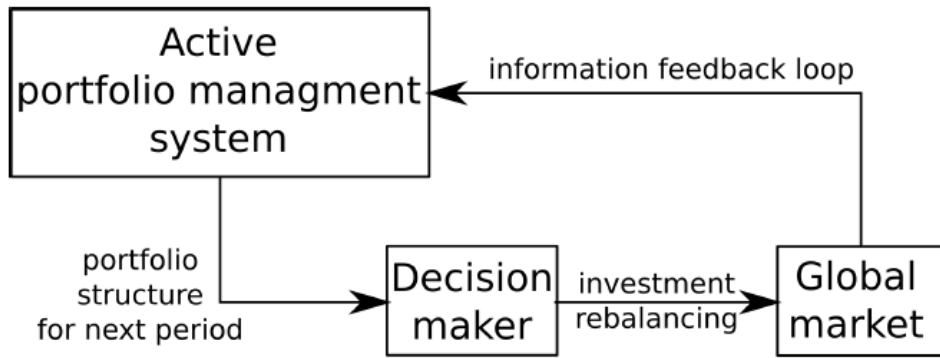 Active
portfolio managment
system
information feedback loop
portfolio
structure
for next period
Decision
maker
investment
rebalancing
Global
market